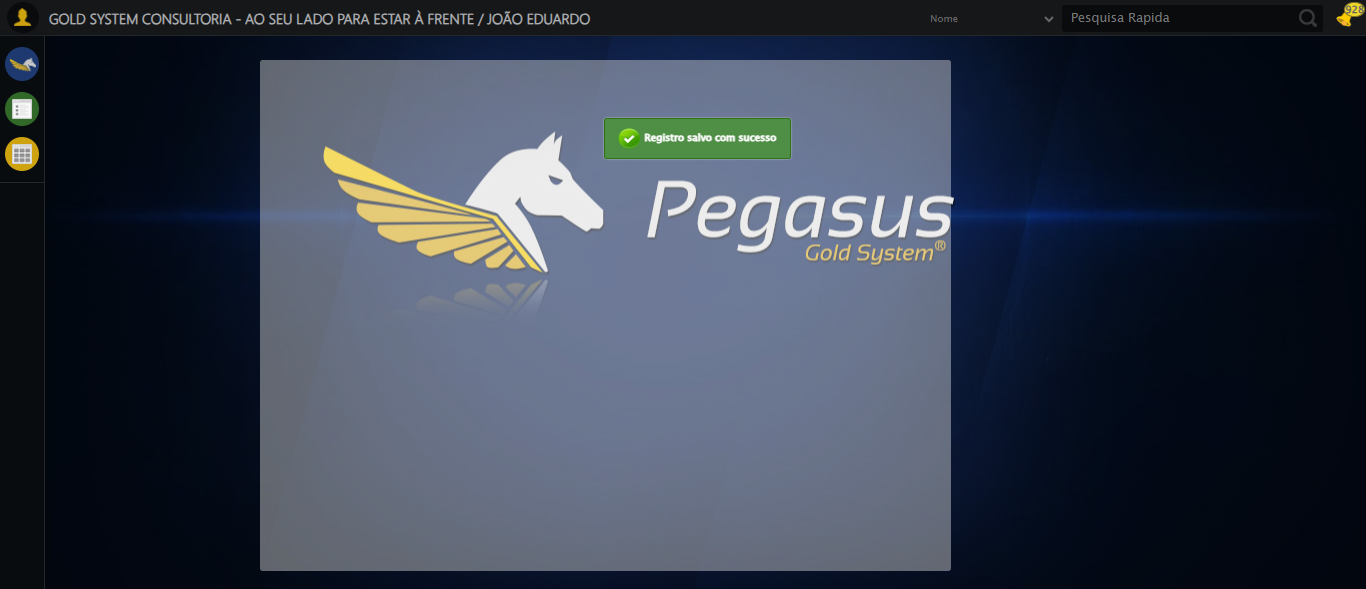 GOLD SYSTEM CONSULTORIA - AO SEU LADO PARA ESTAR À FRENTE / JOÃO EDUARDO
Nome
Pesquisa Rapida
928
Registro salvo com sucesso
Pegasus
Gold System®